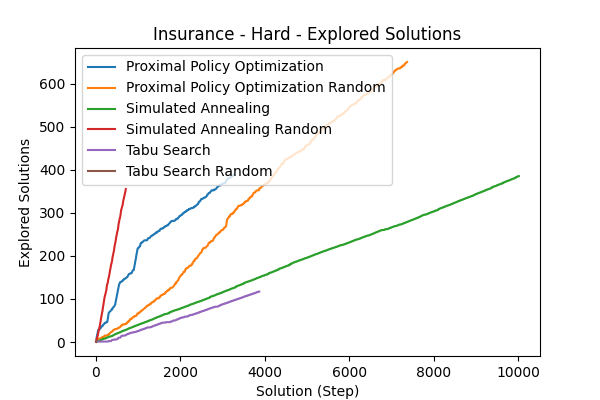 Insurance - Hard - Explored Solutions
Proximal Policy Optimization
Proximal Policy Optimization Random
Simulated Annealing
Simulated Annealing Random
Tabu Search
Tabu Search Random
Explored Solutions
600
500
400
300
200
100
0
0 2000 4000 6000 8000 10000
Solution (Step)